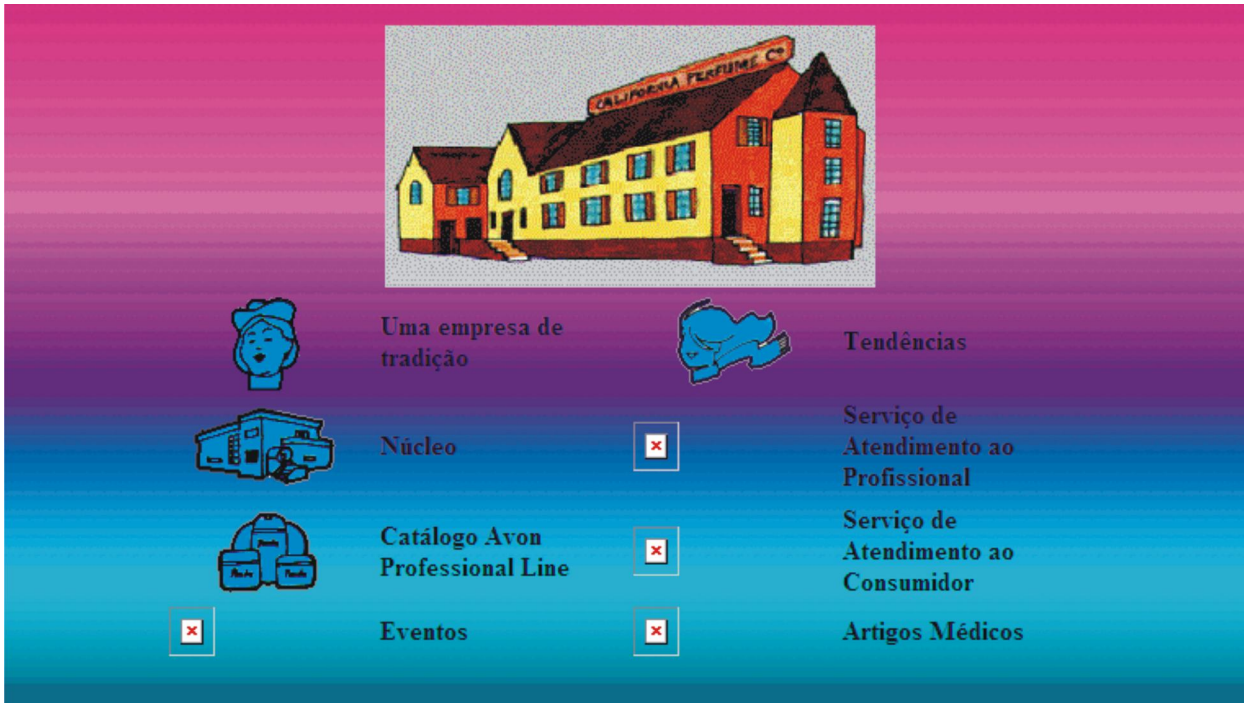 CALIFORNIA PERFUME Co
Uma empresa de
tradição
Tendências
Núcleo
Serviço de
Atendimento ao
Profissional
Catálogo Avon
Professional Line
Serviço de
Atendimento ao
Consumidor
Eventos
Artigos Médicos